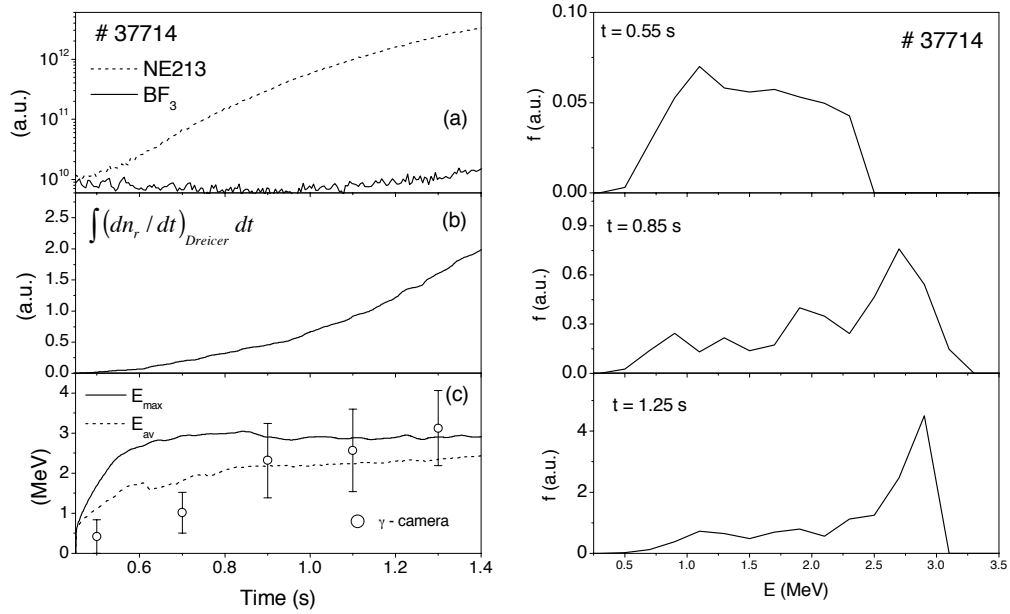 # 37714
NE213
BF3
(a)
(a.u.)
10^12
10^11
10^10
∫(dn_r / dt)_Dreicer dt
(b)
(a.u.)
2.5
2.0
1.5
1.0
0.5
0.0
E_max
E_av
(c)
(MeV)
4
3
2
1
0
γ - camera
0.6 0.8 1.0 1.2 1.4
Time (s)
t = 0.55 s
# 37714
f (a.u.)
0.10
0.05
0.00
t = 0.85 s
f (a.u.)
0.9
0.6
0.3
0.0
t = 1.25 s
f (a.u.)
4
2
0
0.5 1.0 1.5 2.0 2.5 3.0 3.5
E (MeV)